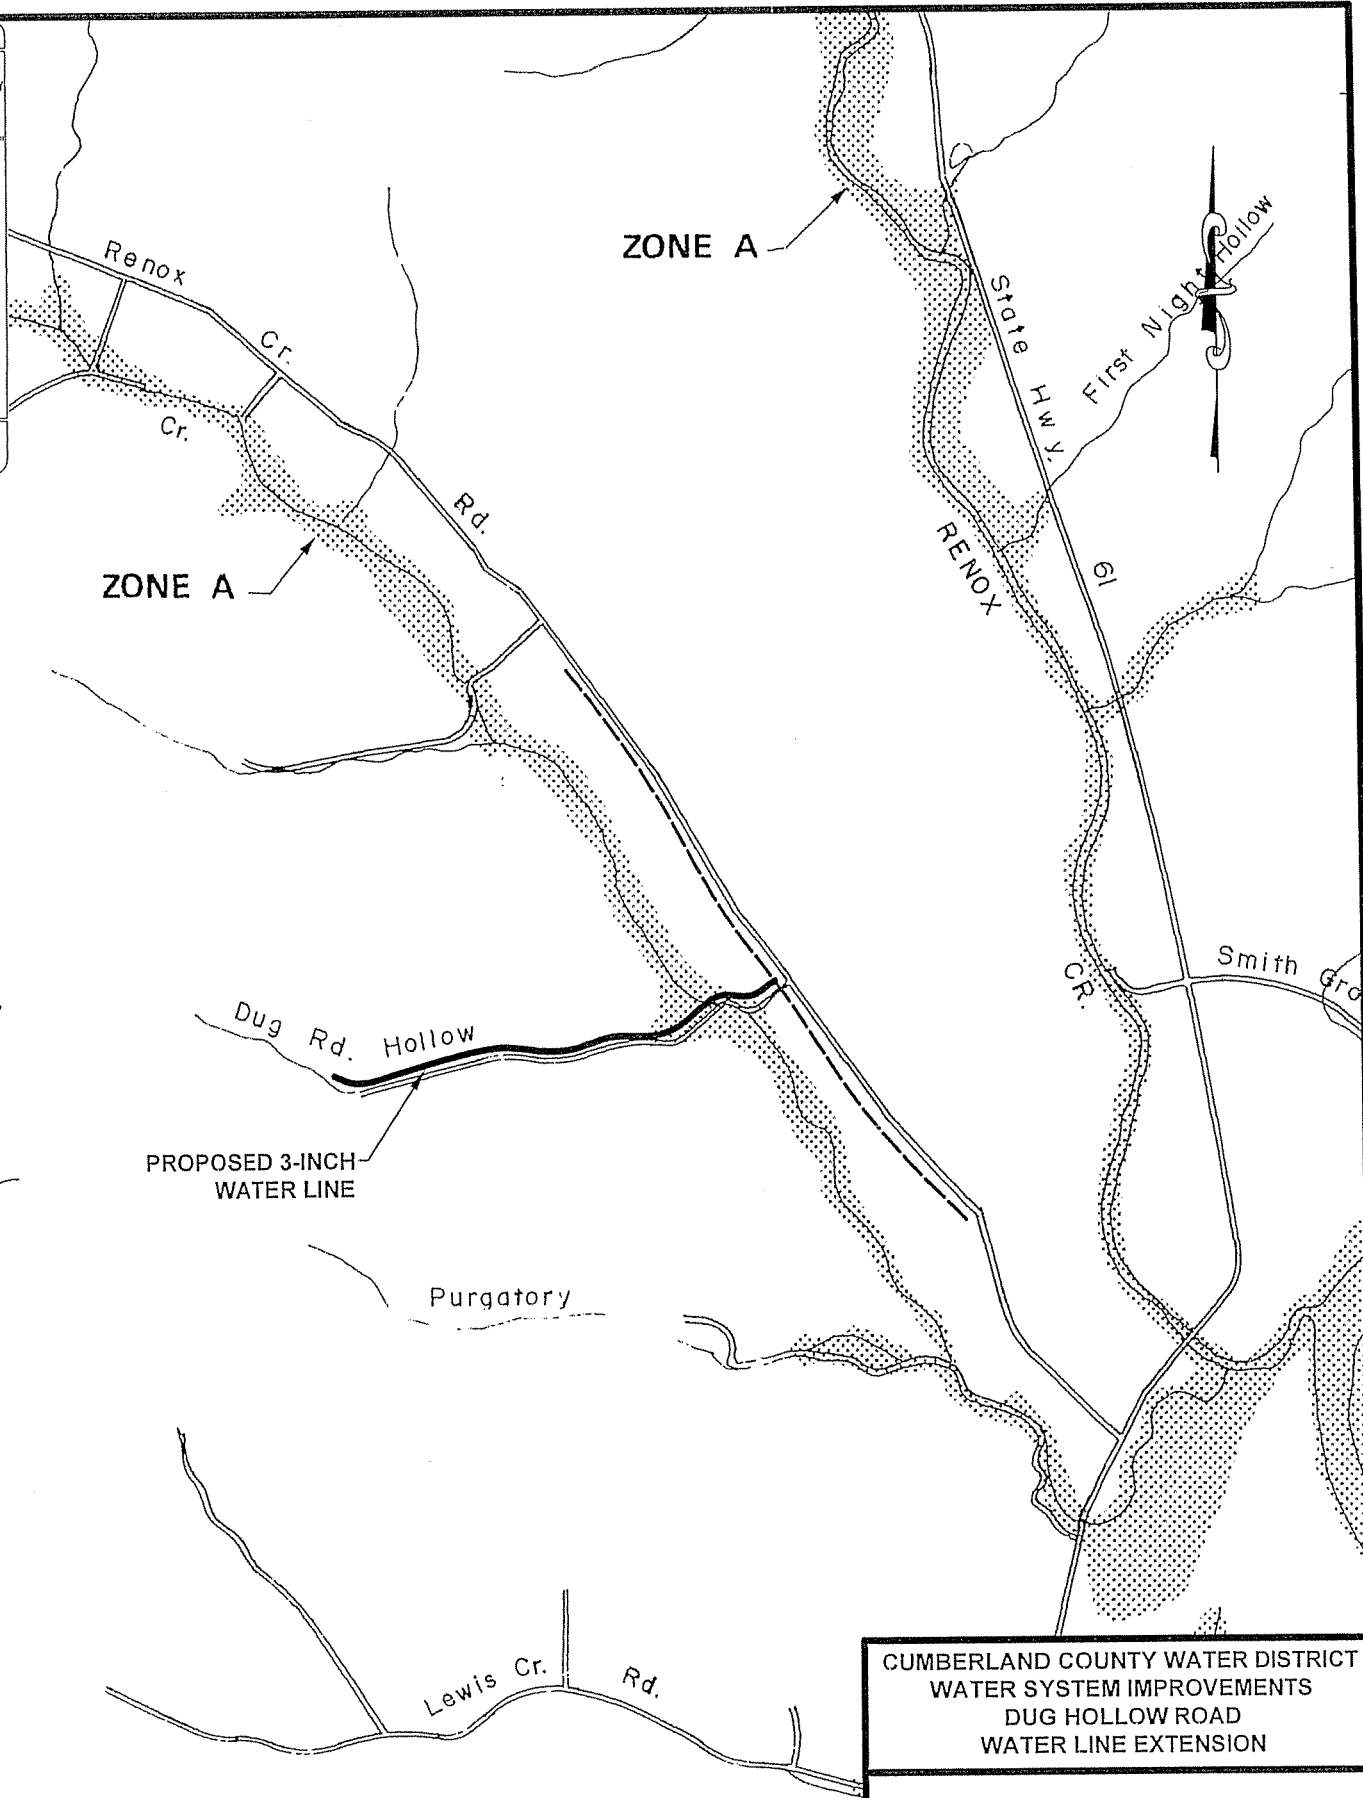 ZONE A
First Night Hollow
Renox
Cr.
Rd.
State Hwy. 61
Cr.
ZONE A
RENOX
CR.
Smith Gro
Dug Rd. Hollow
PROPOSED 3-INCH
WATER LINE
Purgatory
Lewis Cr. Rd.
CUMBERLAND COUNTY WATER DISTRICT
WATER SYSTEM IMPROVEMENTS
DUG HOLLOW ROAD
WATER LINE EXTENSION